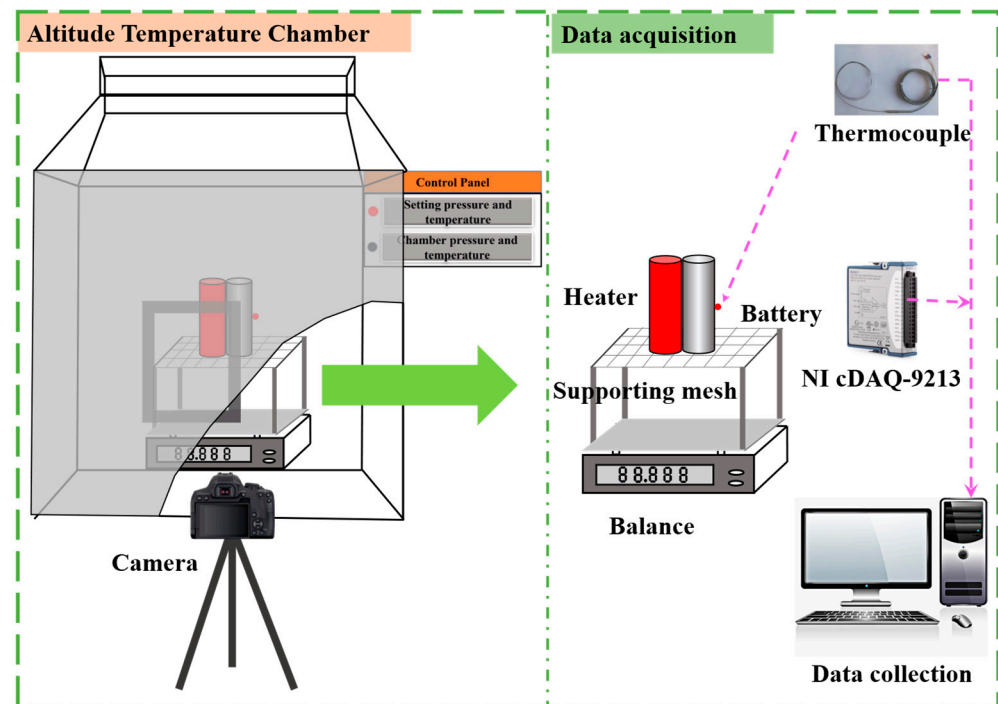 Altitude Temperature Chamber
Control Panel
Setting pressure and
temperature
Chamber pressure and
temperature
88.888
Camera
Data acquisition
Thermocouple
Heater
Battery
Supporting mesh
NI cDAQ-9213
88.888
Balance
Data collection